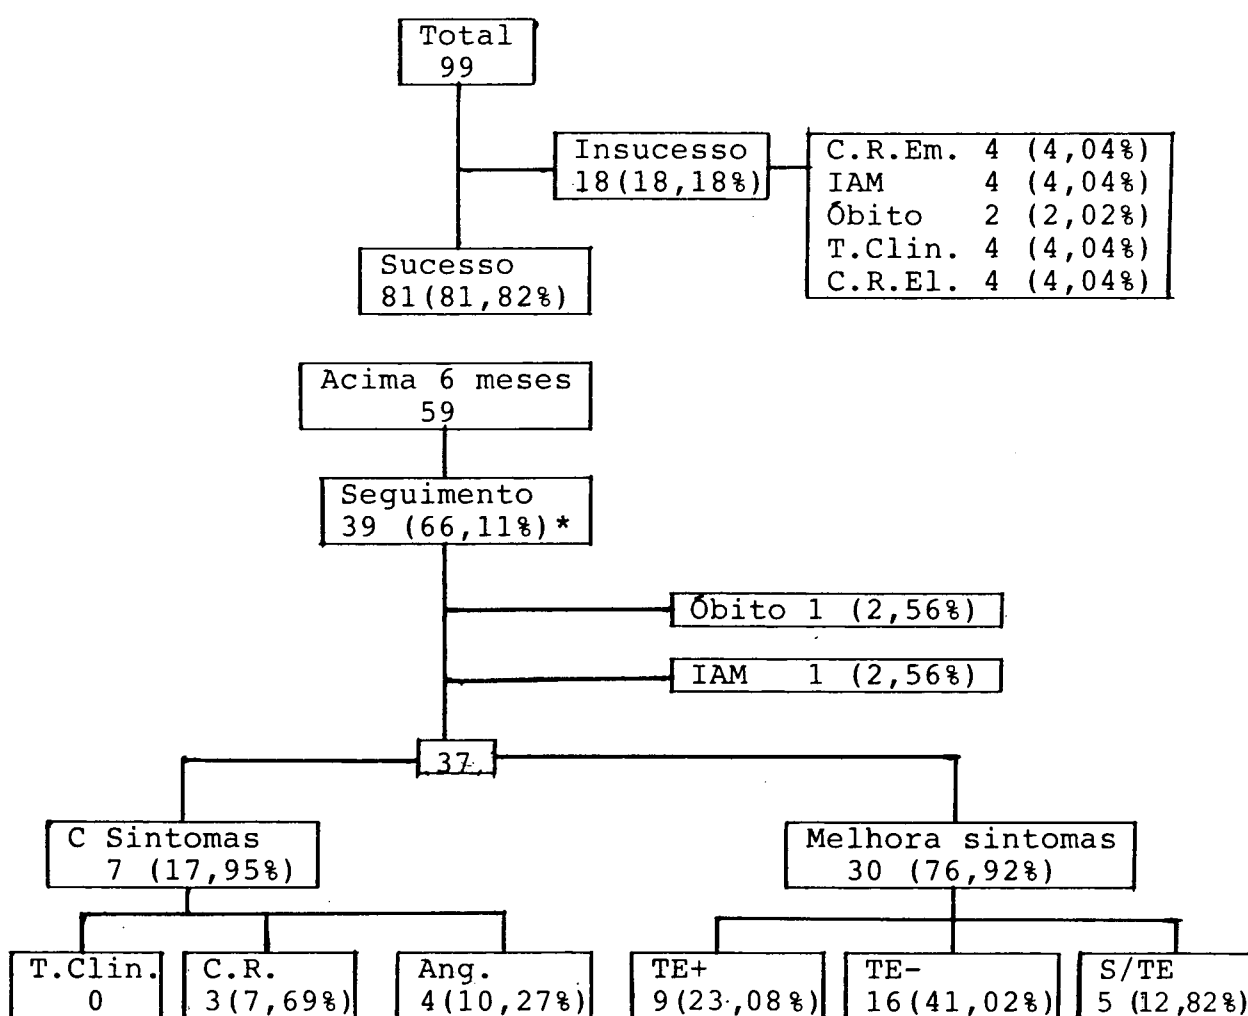 Total
99
Insucesso
18(18,18%)
C.R.Em. 4 (4,04%)
IAM 4 (4,04%)
Óbito 2 (2,02%)
T.Clin. 4 (4,04%)
C.R.El. 4 (4,04%)
Sucesso
81(81,82%)
Acima 6 meses
59
Seguimento
39 (66,11%)*
Óbito 1 (2,56%)
IAM 1 (2,56%)
37
C Sintomas
7 (17,95%)
Melhora sintomas
30 (76,92%)
T.Clin.
0
C.R.
3(7,69%)
Ang.
4(10,27%)
TE+
9(23,08%)
TE-
16(41,02%)
S/TE
5 (12,82%)